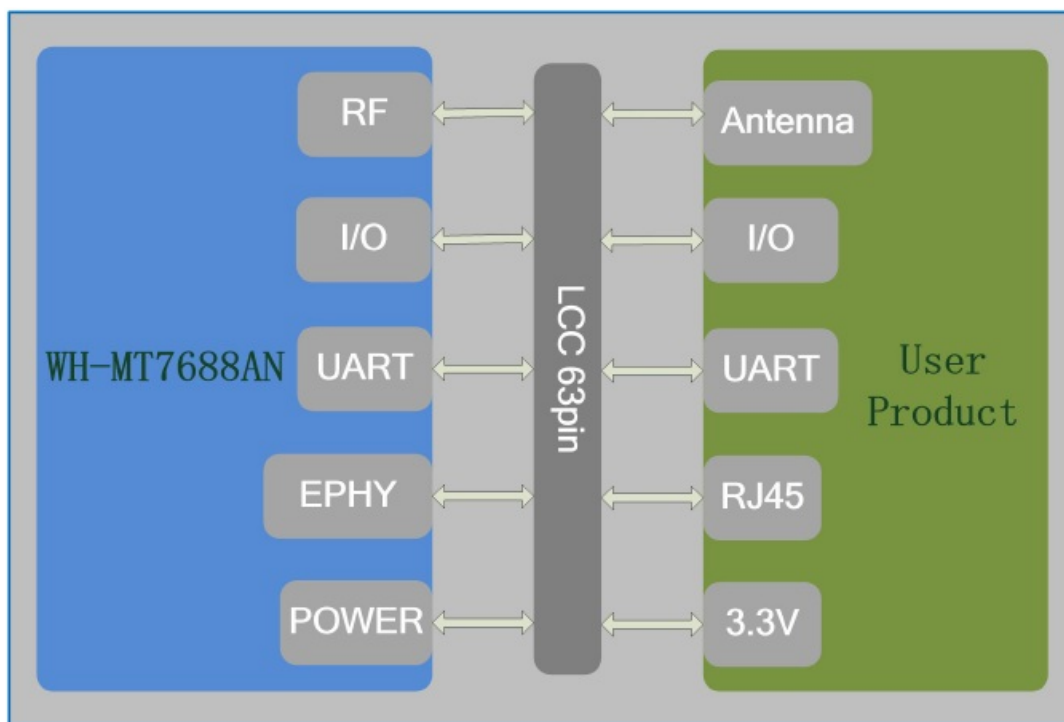 RF
Antenna
I/O
I/O
WH-MT7688AN
UART
LCC 63pin
UART
User
Product
EPHY
RJ45
POWER
3.3V